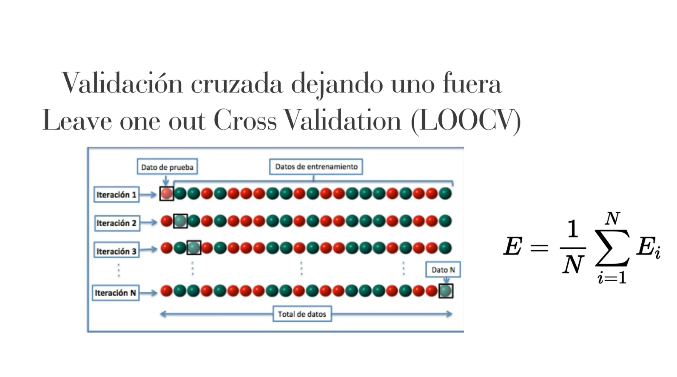 Validación cruzada dejando uno fuera
Leave one out Cross Validation (LOOCV)
Dato de prueba
Datos de entrenamiento
Iteración 1
Iteración 2
Iteración 3
Dato N
Iteración N
Total de datos
E = \frac{1}{N} \sum_{i=1}^{N} E_i